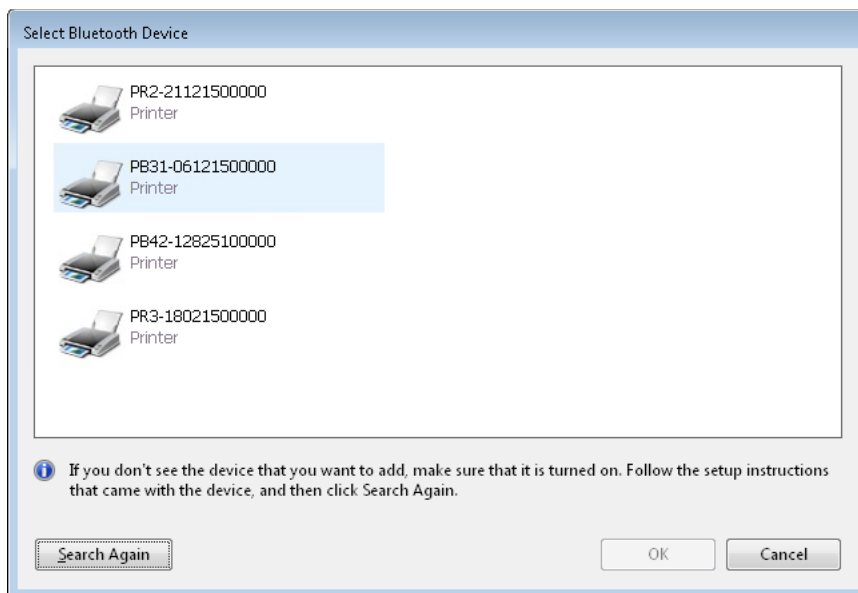 Select Bluetooth Device
PR2-21121500000
Printer
PB31-06121500000
Printer
PB42-12825100000
Printer
PR3-18021500000
Printer
If you don't see the device that you want to add, make sure that it is turned on. Follow the setup instructions
that came with the device, and then click Search Again.
Search Again
OK
Cancel